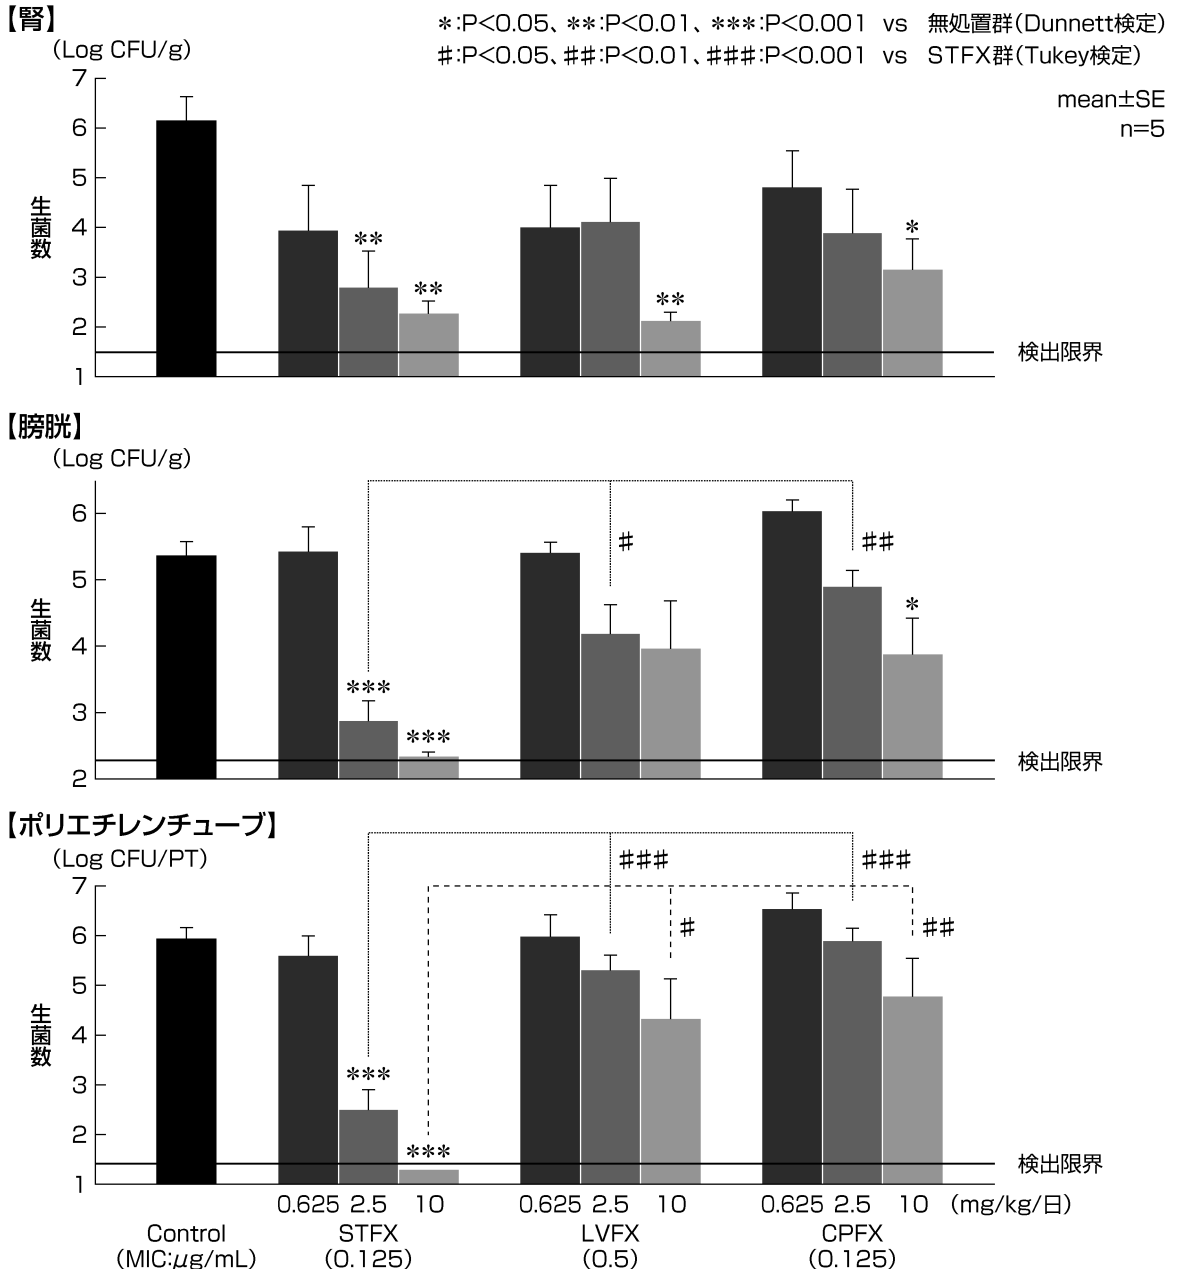 【腎】
＊:P<0.05、＊＊:P<0.01、＊＊＊:P<0.001 vs 無処置群（Dunnett検定）
（Log CFU/g）
♯:P<0.05、♯♯:P<0.01、♯♯♯:P<0.001 vs STFX群（Tukey検定）
mean±SE
n=5
7
6
5
4
3
2
1
生菌数
＊＊
＊＊
＊＊
＊
検出限界
【膀胱】
（Log CFU/g）
6
5
4
3
2
生菌数
＊＊＊
＊＊＊
♯
♯♯
＊
検出限界
【ポリエチレンチューブ】
（Log CFU/PT）
7
6
5
4
3
2
1
生菌数
＊＊＊
＊＊＊
♯♯♯
♯
♯♯♯
♯♯
検出限界
0.625 2.5 10 0.625 2.5 10 0.625 2.5 10 （mg/kg/日）
Control STFX LVFX CPFX
（MIC:μg/mL） （0.125） （0.5） （0.125）